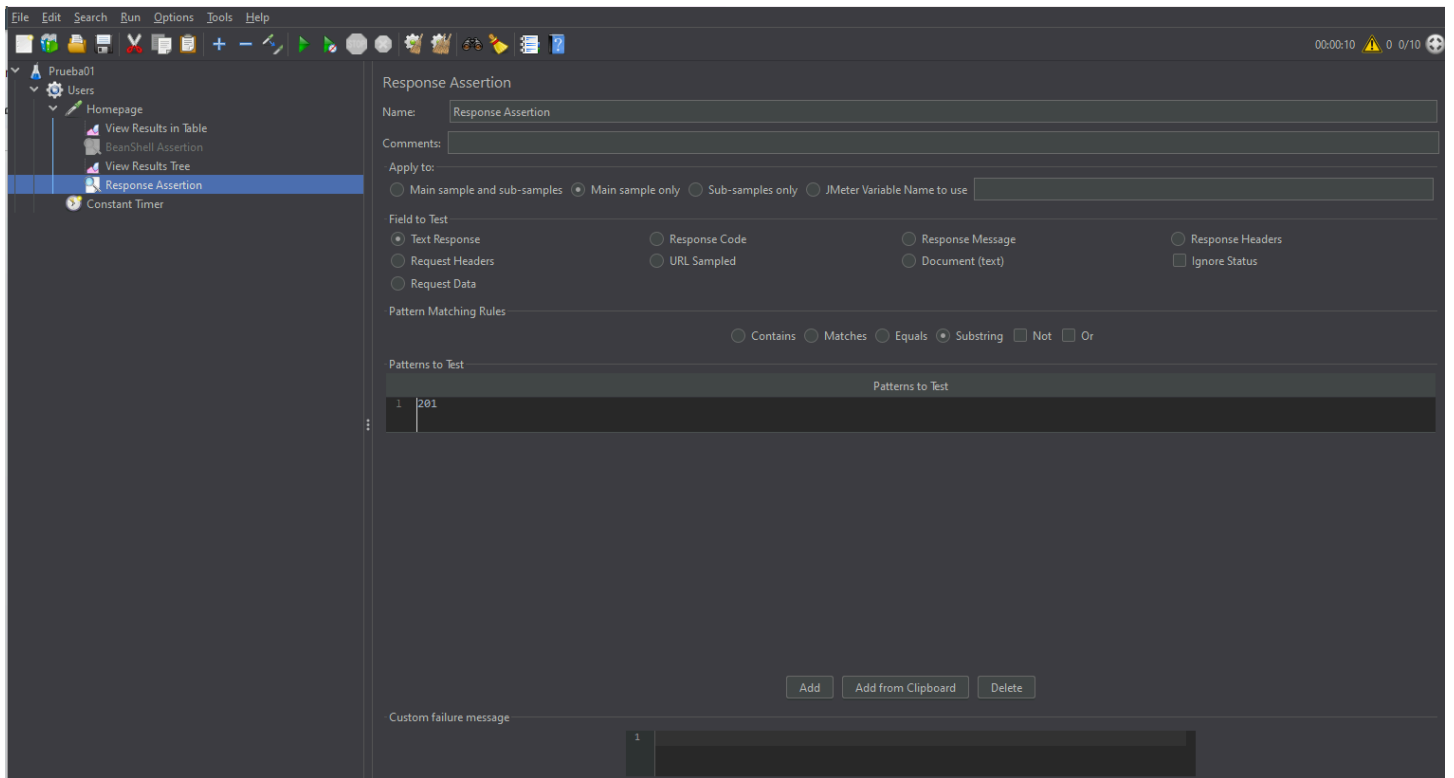 File Edit Search Run Options Tools Help
00:00:10 0 0/10
Prueba01
Users
Homepage
View Results in Table
BeanShell Assertion
View Results Tree
Response Assertion
Constant Timer
Response Assertion
Name: Response Assertion
Comments:
Apply to:
Main sample and sub-samples Main sample only Sub-samples only JMeter Variable Name to use
Field to Test
Text Response Response Code Response Message Response Headers
Request Headers URL Sampled Document (text) Ignore Status
Request Data
Pattern Matching Rules
Contains Matches Equals Substring Not Or
Patterns to Test
Patterns to Test
1 201
Add Add from Clipboard Delete
Custom failure message
1